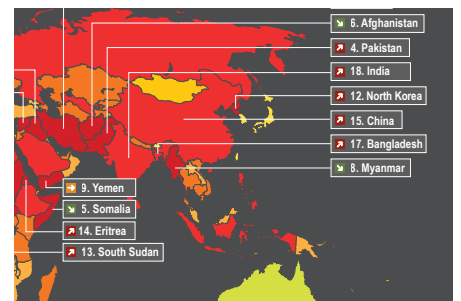 6. Afghanistan
4. Pakistan
18. India
12. North Korea
15. China
17. Bangladesh
8. Myanmar
9. Yemen
5. Somalia
14. Eritrea
13. South Sudan